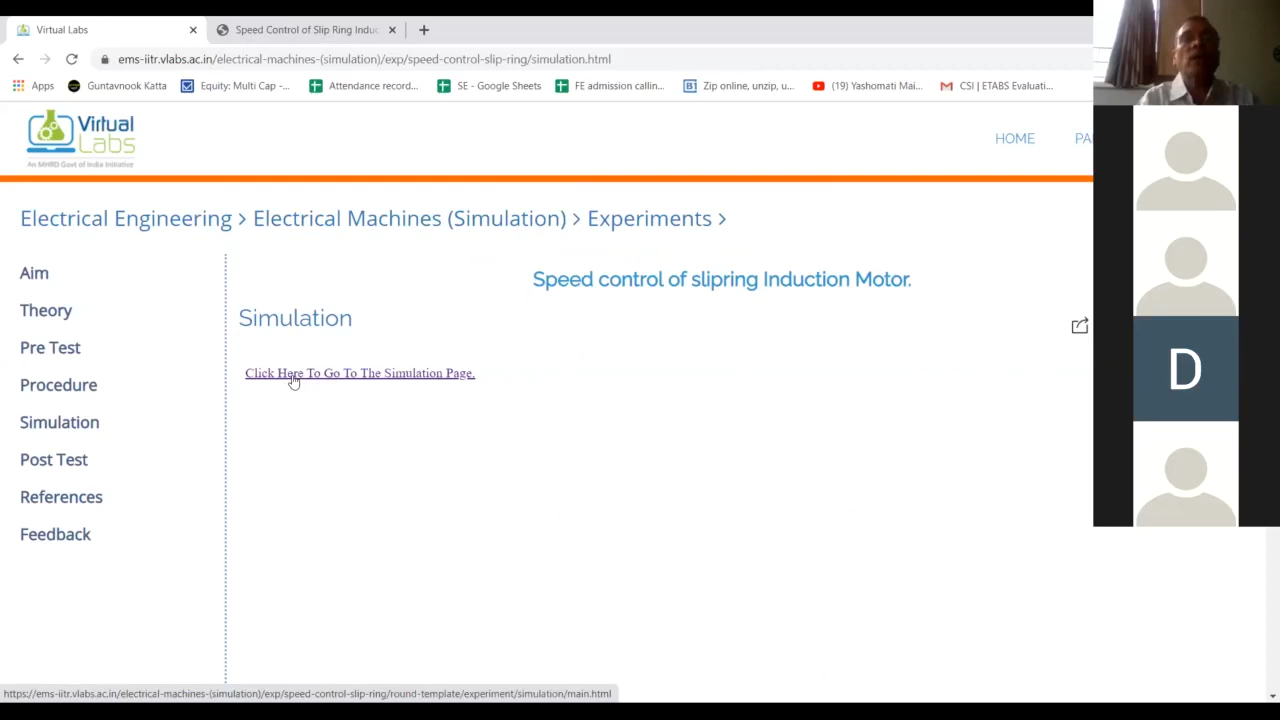 Virtual Labs
Speed Control of Slip Ring Induc
ems-iitr.vlabs.ac.in/electrical-machines-(simulation)/exp/speed-control-slip-ring/simulation.html
Apps
Guntavnook Katta
Equity: Multi Cap -...
Attendance record...
SE - Google Sheets
FE admission callin...
Zip online, unzip, u...
(19) Yashomati Mai...
CSI | ETABS Evaluati...
Virtual
Labs
An MHRD Govt of India Initiative
HOME
PA
Electrical Engineering > Electrical Machines (Simulation) > Experiments >
Aim
Theory
Pre Test
Procedure
Simulation
Post Test
References
Feedback
Speed control of slipring Induction Motor.
Simulation
Click Here To Go To The Simulation Page.
D
https://ems-iitr.vlabs.ac.in/electrical-machines-(simulation)/exp/speed-control-slip-ring/round-template/experiment/simulation/main.html